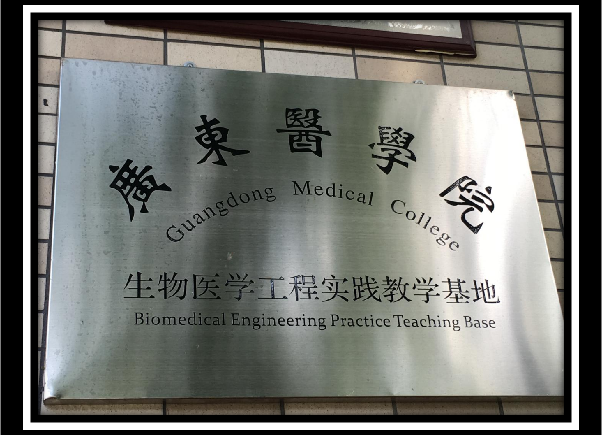 廣東醫學院
Guangdong Medical College
生物医学工程实践教学基地
Biomedical Engineering Practice Teaching Base